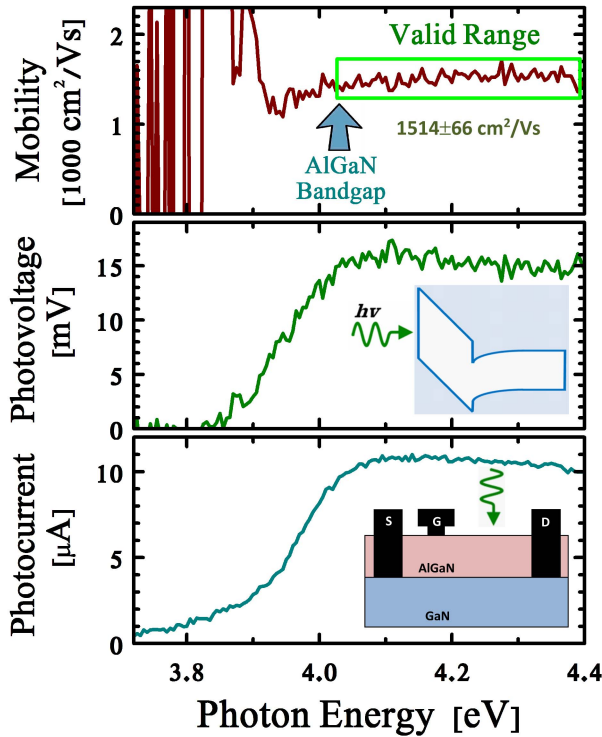 Mobility
[1000 cm²/Vs]
2
1
0
Valid Range
1514±66 cm²/Vs
AlGaN
Bandgap
Photovoltage
[mV]
15
10
5
0
hν
Photocurrent
[μA]
10
5
0
S
G
D
AlGaN
GaN
3.8
4.0
4.2
4.4
Photon Energy [eV]